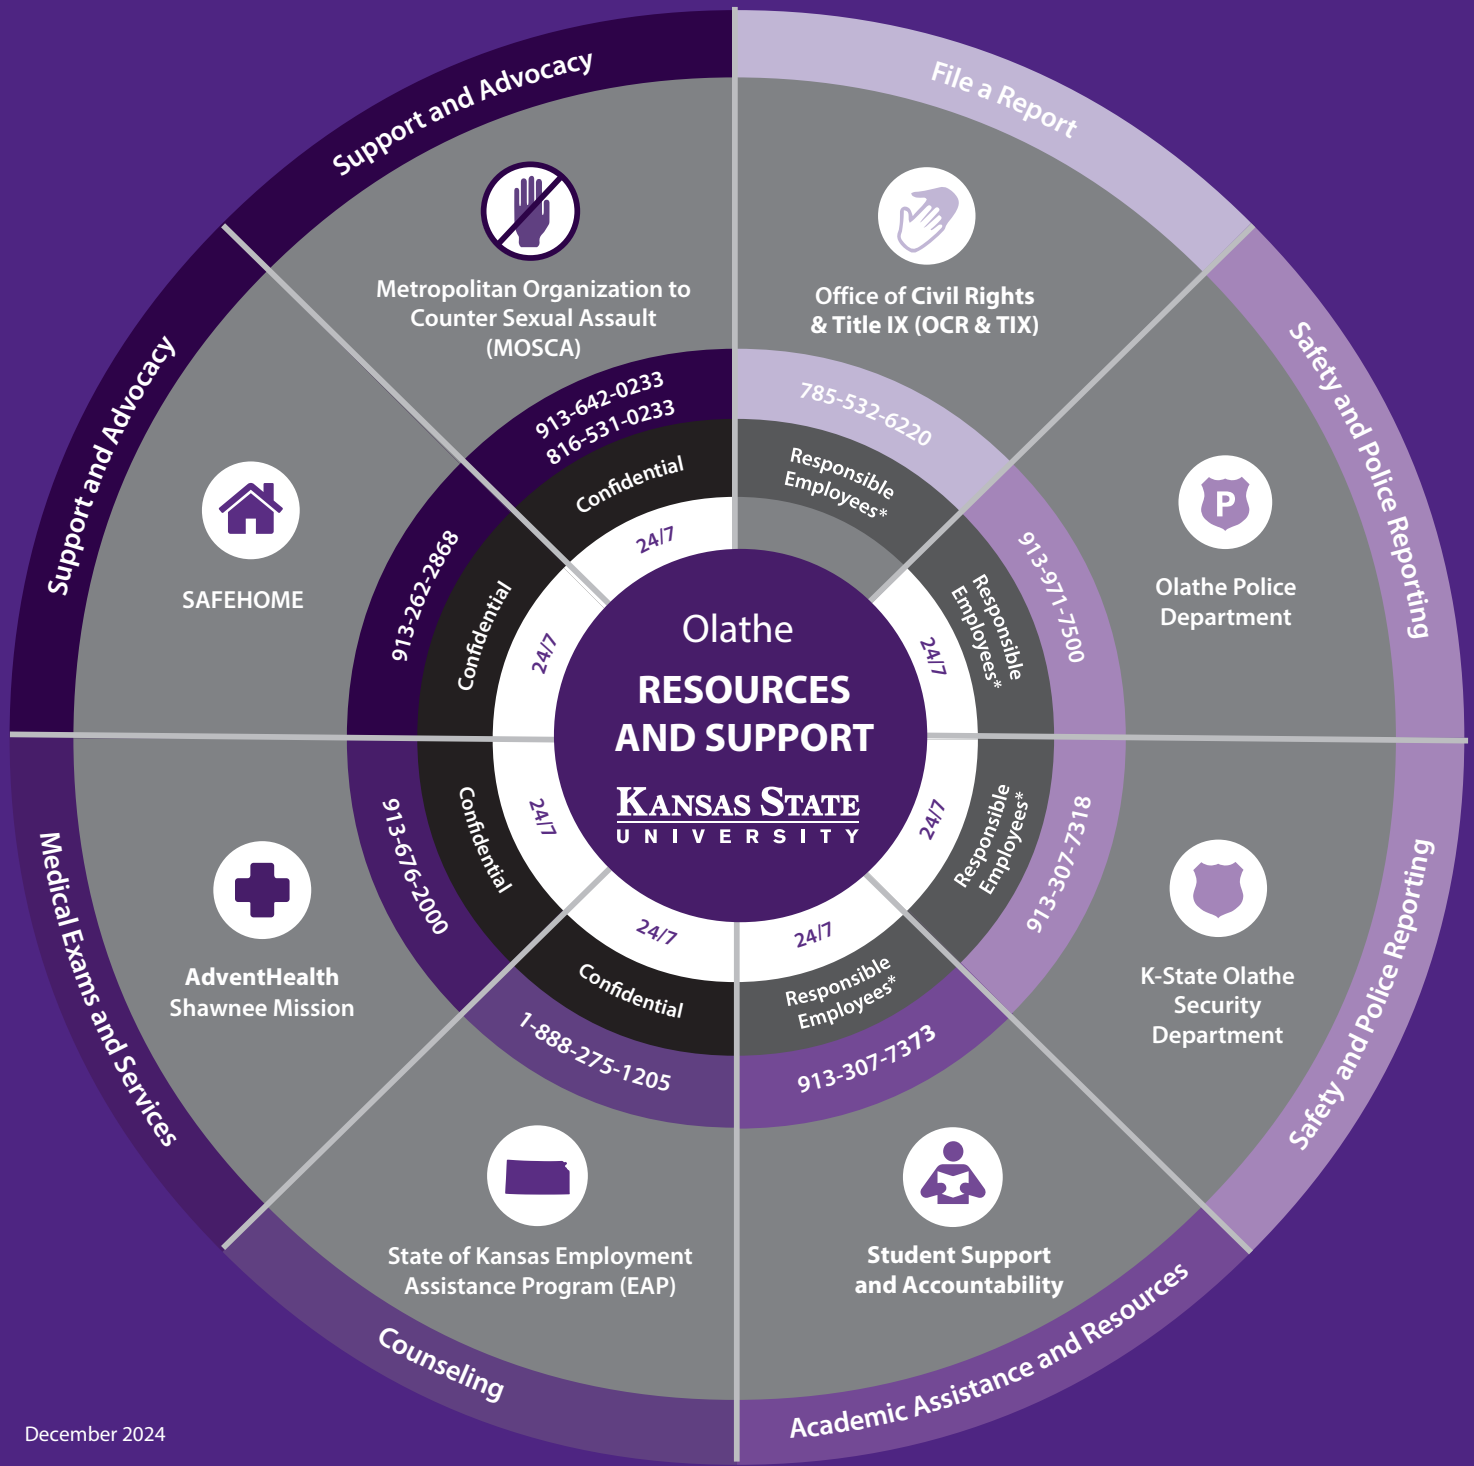 Support and Advocacy
Metropolitan Organization to
Counter Sexual Assault
(MOSCA)
913-642-0233
816-531-0233
Confidential
24/7
File a Report
Office of Civil Rights
& Title IX (OCR & TIX)
785-532-6220
Responsible
Employees*
Safety and Police Reporting
P
Olathe Police
Department
913-971-7500
Responsible
Employees*
24/7
Safety and Police Reporting
K-State Olathe
Security
Department
913-307-7318
Responsible
Employees*
24/7
Academic Assistance and Resources
Student Support
and Accountability
913-307-7373
Responsible
Employees*
24/7
Counseling
State of Kansas Employment
Assistance Program (EAP)
1-888-275-1205
Confidential
24/7
Medical Exams and Services
AdventHealth
Shawnee Mission
913-676-2000
Confidential
24/7
Support and Advocacy
SAFEHOME
913-262-2868
Confidential
24/7
Olathe
RESOURCES
AND SUPPORT
KANSAS STATE
UNIVERSITY
December 2024